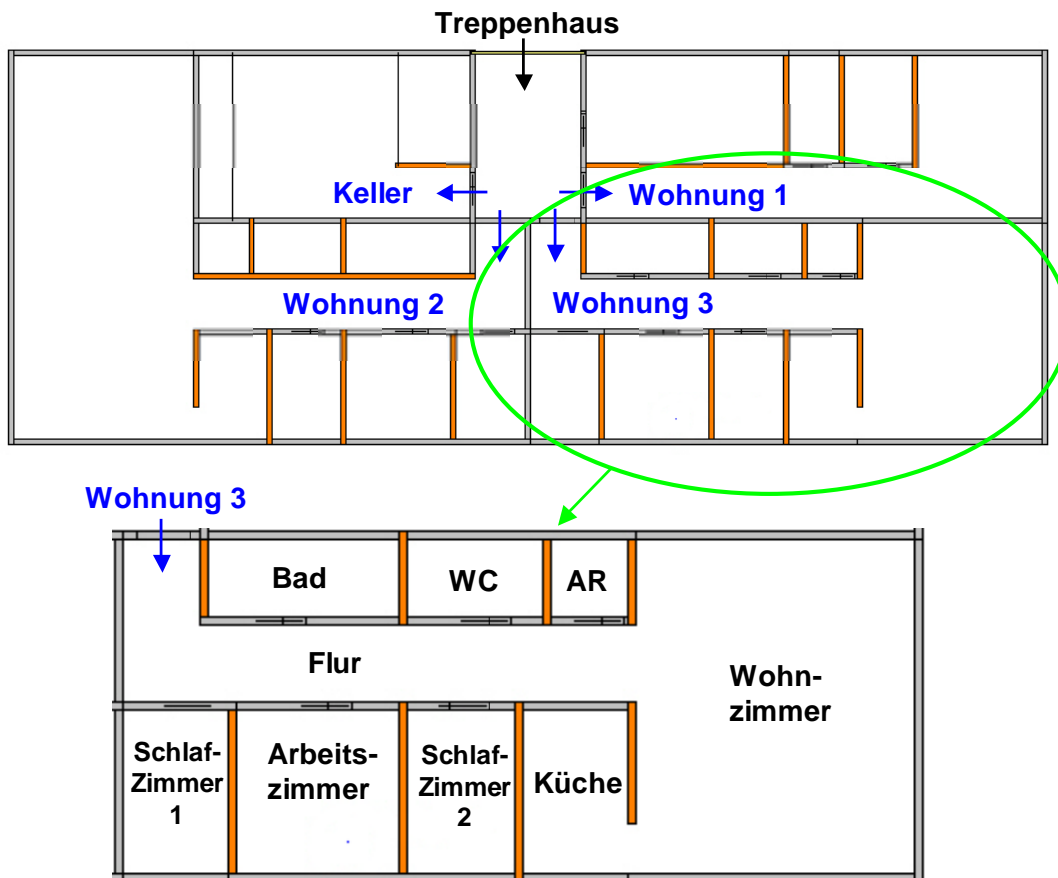 Treppenhaus
Keller
Wohnung 1
Wohnung 2
Wohnung 3
Wohnung 3
Bad
WC
AR
Flur
Wohn-
zimmer
Schlaf-
Zimmer
1
Arbeits-
zimmer
Schlaf-
Zimmer
2
Küche